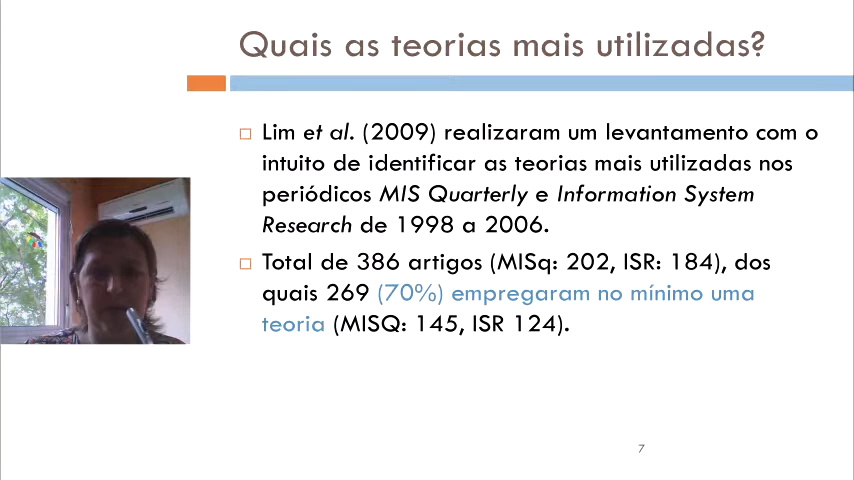 Quais as teorias mais utilizadas?
Lim et al. (2009) realizaram um levantamento com o
intuito de identificar as teorias mais utilizadas nos
periódicos MIS Quarterly e Information System
Research de 1998 a 2006.
Total de 386 artigos (MISq: 202, ISR: 184), dos
quais 269 (70%) empregaram no mínimo uma
teoria (MISQ: 145, ISR 124).
7